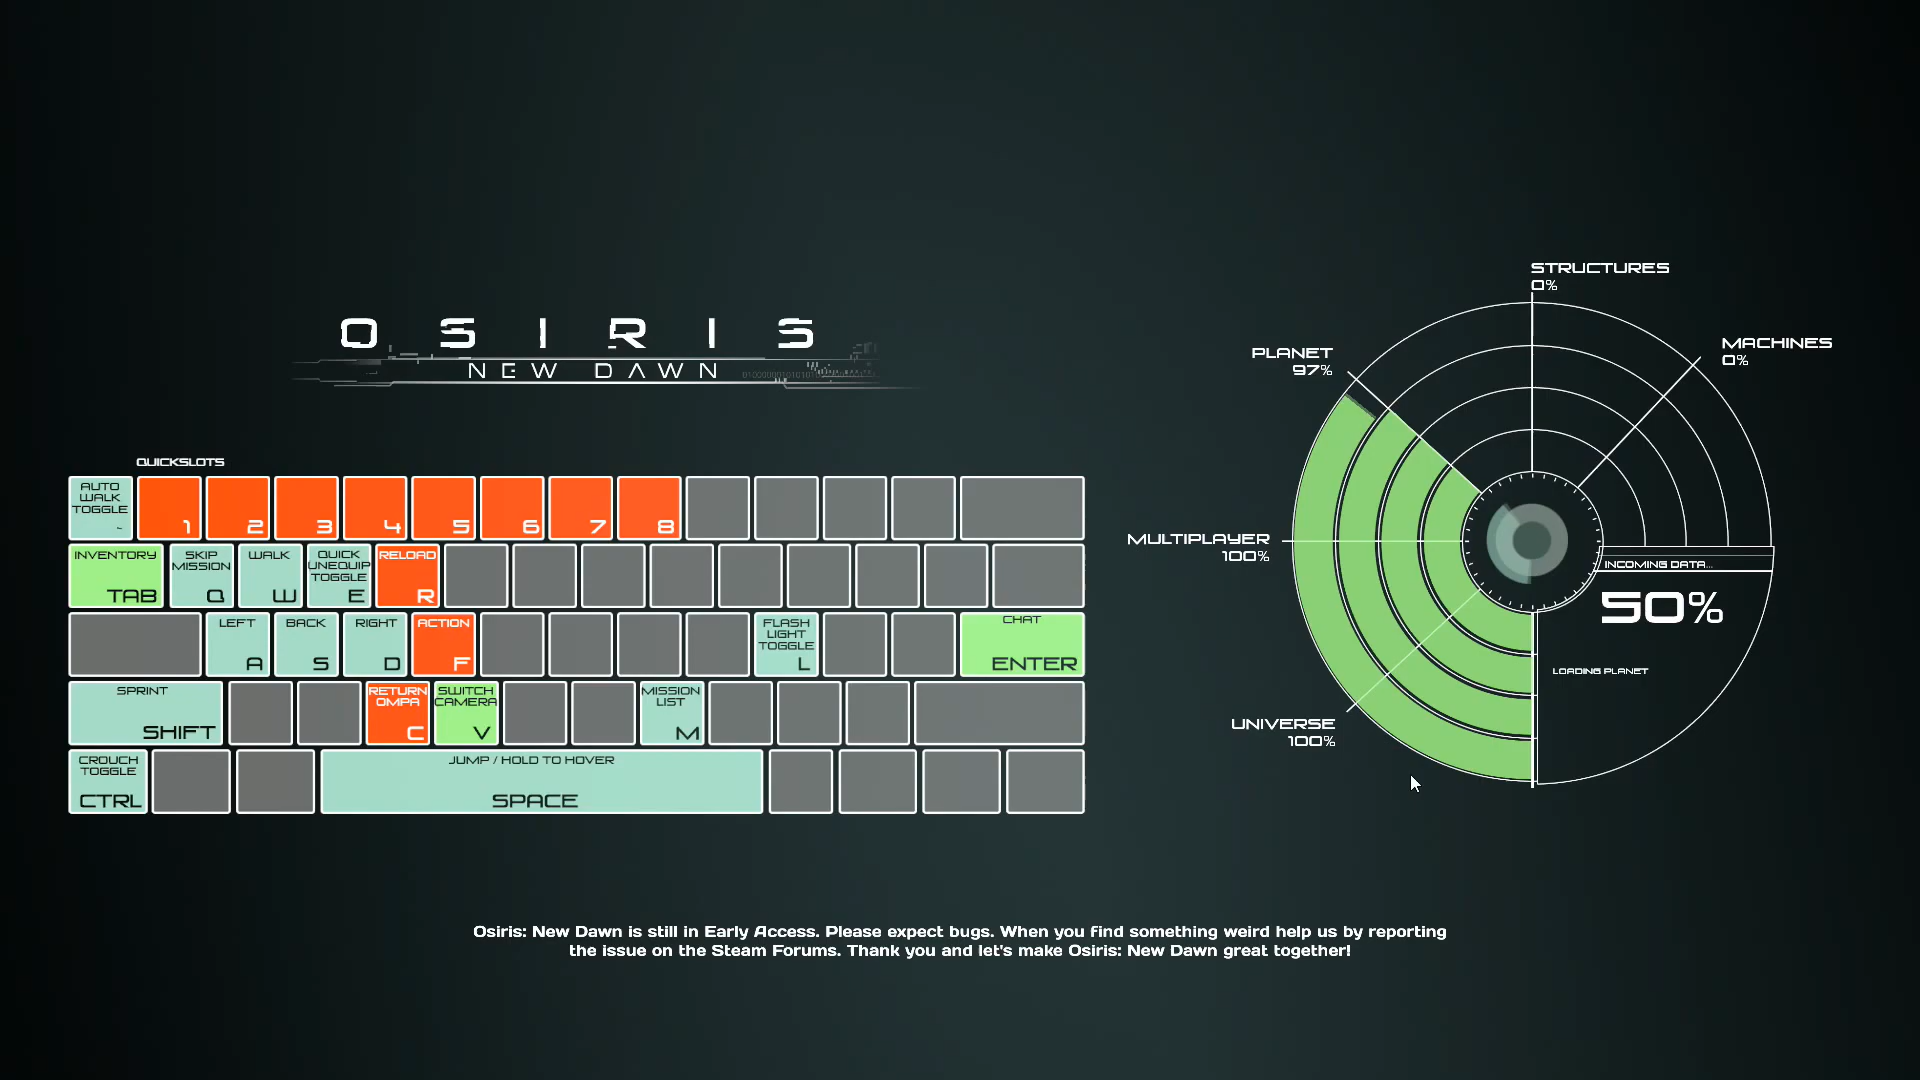 OSIRIS
NEW DAWN
QUICKSLOTS
AUTO
WALK
TOGGLE
~
1
2
3
4
5
6
7
8
INVENTORY
TAB
SKIP
MISSION
Q
WALK
W
QUICK
UNEQUIP
TOGGLE
E
RELOAD
R
LEFT
A
BACK
S
RIGHT
D
ACTION
F
FLASH
LIGHT
TOGGLE
L
CHAT
ENTER
SPRINT
SHIFT
RETURN
OMPA
C
SWITCH
CAMERA
V
MISSION
LIST
M
CROUCH
TOGGLE
CTRL
JUMP / HOLD TO HOVER
SPACE
STRUCTURES
0%
MACHINES
0%
PLANET
97%
MULTIPLAYER
100%
UNIVERSE
100%
INCOMING DATA...
50%
LOADING PLANET
Osiris: New Dawn is still in Early Access. Please expect bugs. When you find something weird help us by reporting
the issue on the Steam Forums. Thank you and let's make Osiris: New Dawn great together!